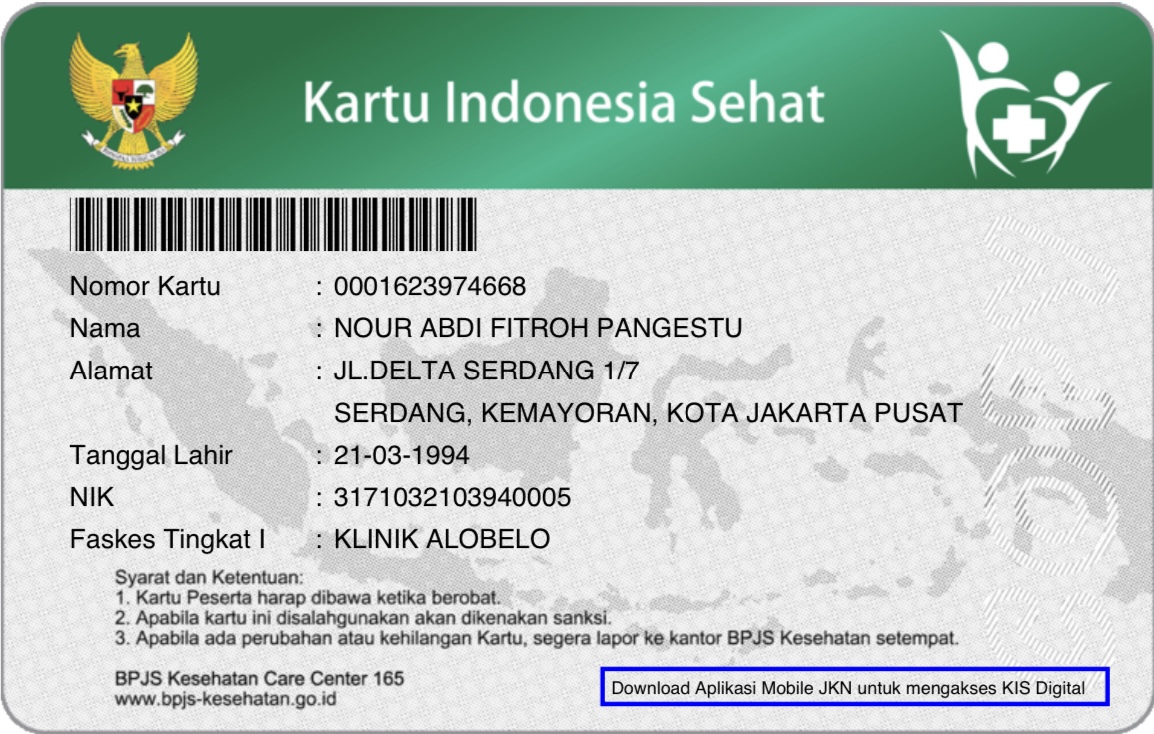 Kartu Indonesia Sehat
Nomor Kartu : 0001623974668
Nama : NOUR ABDI FITROH PANGESTU
Alamat : JL.DELTA SERDANG 1/7
SERDANG, KEMAYORAN, KOTA JAKARTA PUSAT
Tanggal Lahir : 21-03-1994
NIK : 3171032103940005
Faskes Tingkat I : KLINIK ALOBELO
Syarat dan Ketentuan:
1. Kartu Peserta harap dibawa ketika berobat.
2. Apabila kartu ini disalahgunakan akan dikenakan sanksi.
3. Apabila ada perubahan atau kehilangan Kartu, segera lapor ke kantor BPJS Kesehatan setempat.
BPJS Kesehatan Care Center 165
www.bpjs-kesehatan.go.id
Download Aplikasi Mobile JKN untuk mengakses KIS Digital